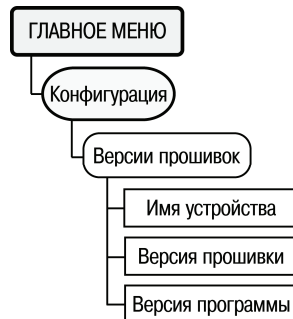 ГЛАВНОЕ МЕНЮ
Конфигурация
Версии прошивок
Имя устройства
Версия прошивки
Версия программы